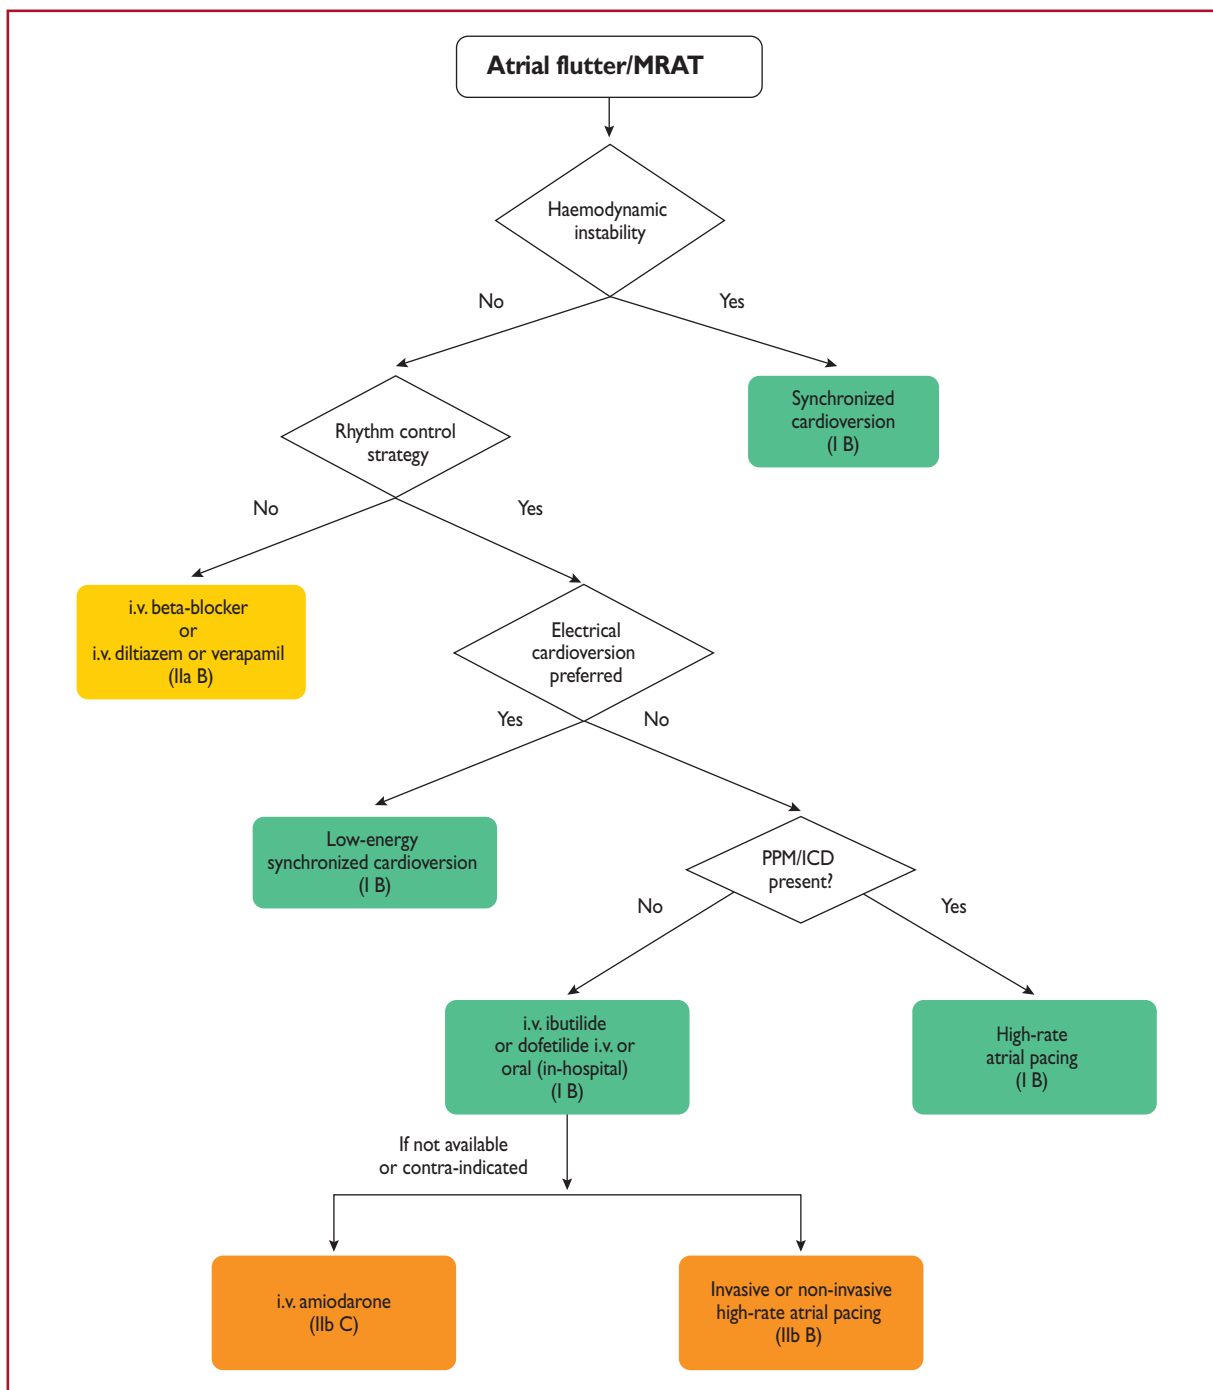 Atrial flutter/MRAT
Haemodynamic
instability
No
Yes
Synchronized
cardioversion
(I B)
Rhythm control
strategy
No
Yes
i.v. beta-blocker
or
i.v. diltiazem or verapamil
(IIa B)
Electrical
cardioversion
preferred
Yes
No
Low-energy
synchronized cardioversion
(I B)
PPM/ICD
present?
No
Yes
i.v. ibutilide
or dofetilide i.v. or
oral (in-hospital)
(I B)
High-rate
atrial pacing
(I B)
If not available
or contra-indicated
i.v. amiodarone
(IIb C)
Invasive or non-invasive
high-rate atrial pacing
(IIb B)